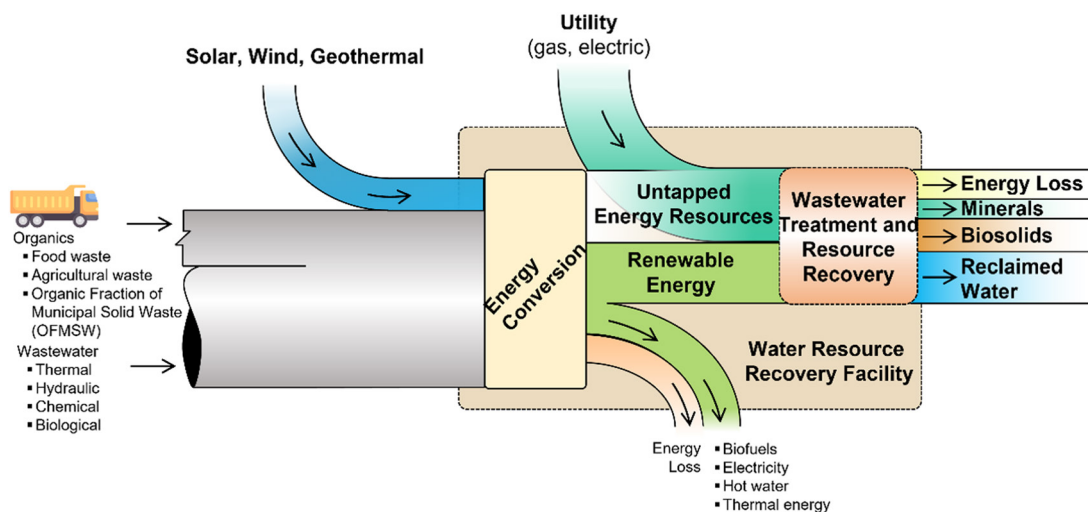 Solar, Wind, Geothermal
Utility
(gas, electric)
Organics
▪ Food waste
▪ Agricultural waste
▪ Organic Fraction of
Municipal Solid Waste
(OFMSW)
Wastewater
▪ Thermal
▪ Hydraulic
▪ Chemical
▪ Biological
Energy
Conversion
Untapped
Energy Resources
Renewable
Energy
Wastewater
Treatment and
Resource
Recovery
Energy Loss
Minerals
Biosolids
Reclaimed
Water
Water Resource
Recovery Facility
Energy
Loss
▪ Biofuels
▪ Electricity
▪ Hot water
▪ Thermal energy